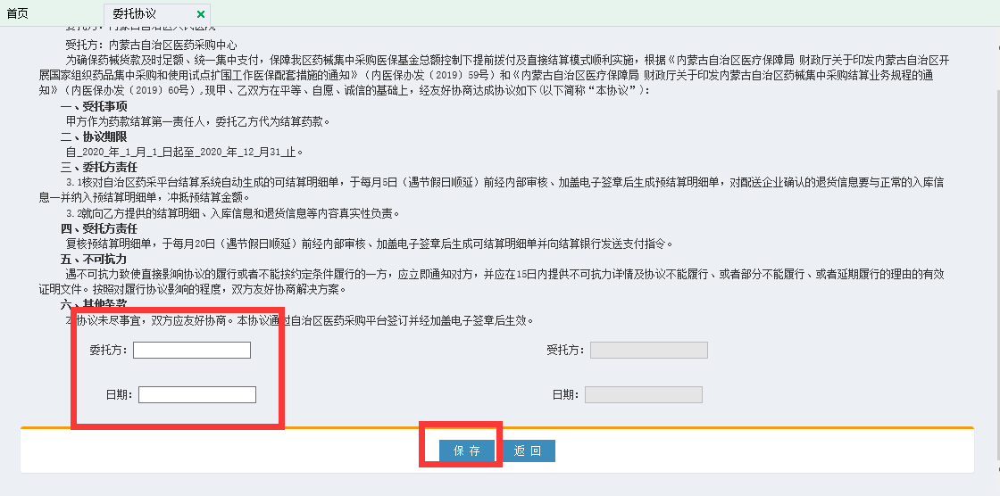 首页
委托协议
委托方：内蒙古自治区人民医院
受托方：内蒙古自治区医药采购中心
为确保药械货款及时足额、统一集中支付，保障我区药械集中采购医保基金总额控制下提前拨付及直接结算模式顺利实施，根据《内蒙古自治区医疗保障局 财政厅关于印发内蒙古自治区开
展国家组织药品集中采购和使用试点扩围工作医保配套措施的通知》（内医保办发（2019）59号）和《内蒙古自治区医疗保障局 财政厅关于印发内蒙古自治区药械集中采购结算业务规程的通
知》（内医保办发（2019）60号）,现甲、乙双方在平等、自愿、诚信的基础上，经友好协商达成协议如下(以下简称“本协议”)：
一、受托事项
甲方作为药款结算第一责任人，委托乙方代为结算药款。
二、协议期限
自_2020_年_1_月_1_日起至_2020_年_12_月31_止。
三、委托方责任
3.1核对自治区药采平台结算系统自动生成的可结算明细单，于每月5日（遇节假日顺延）前经内部审核、加盖电子签章后生成预结算明细单，对配送企业确认的退货信息要与正常的入库信
息一并纳入预结算明细单，冲抵预结算金额。
3.2就向乙方提供的结算明细、入库信息和退货信息等内容真实性负责。
四、受托方责任
复核预结算明细单，于每月20日（遇节假日顺延）前经内部审核、加盖电子签章后生成可结算明细单并向结算银行发送支付指令。
五、不可抗力
遇不可抗力致使直接影响协议的履行或者不能按约定条件履行的一方，应立即通知对方，并应在15日内提供不可抗力详情及协议不能履行、或者部分不能履行、或者延期履行的理由的有效
证明文件。按照对履行协议影响的程度，双方友好协商解决方案。
六、其他条款
本协议未尽事宜，双方应友好协商。本协议通过自治区医药采购平台签订并经加盖电子签章后生效。
委托方： 受托方：
日期： 日期：
保 存 返 回